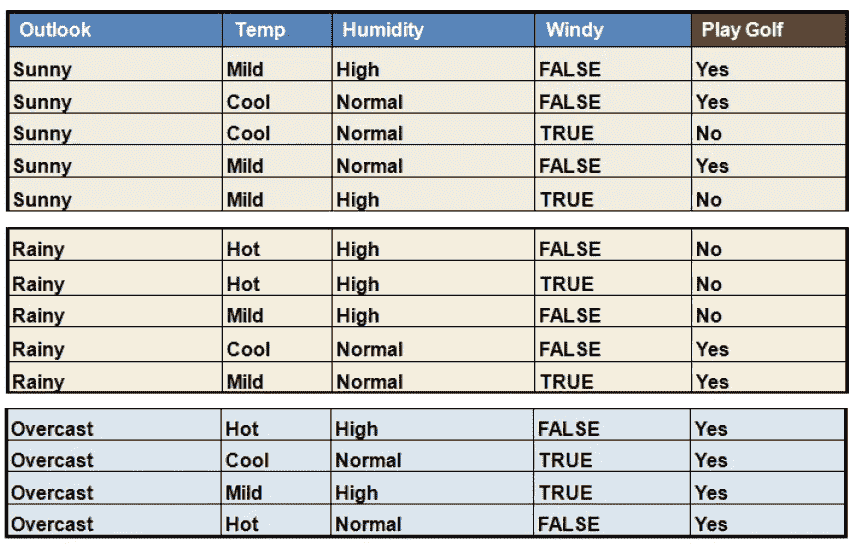 Outlook Temp Humidity Windy Play Golf
Sunny Mild High FALSE Yes
Sunny Cool Normal FALSE Yes
Sunny Cool Normal TRUE No
Sunny Mild Normal FALSE Yes
Sunny Mild High TRUE No
Rainy Hot High FALSE No
Rainy Hot High TRUE No
Rainy Mild High FALSE No
Rainy Cool Normal FALSE Yes
Rainy Mild Normal TRUE Yes
Overcast Hot High FALSE Yes
Overcast Cool Normal TRUE Yes
Overcast Mild High TRUE Yes
Overcast Hot Normal FALSE Yes